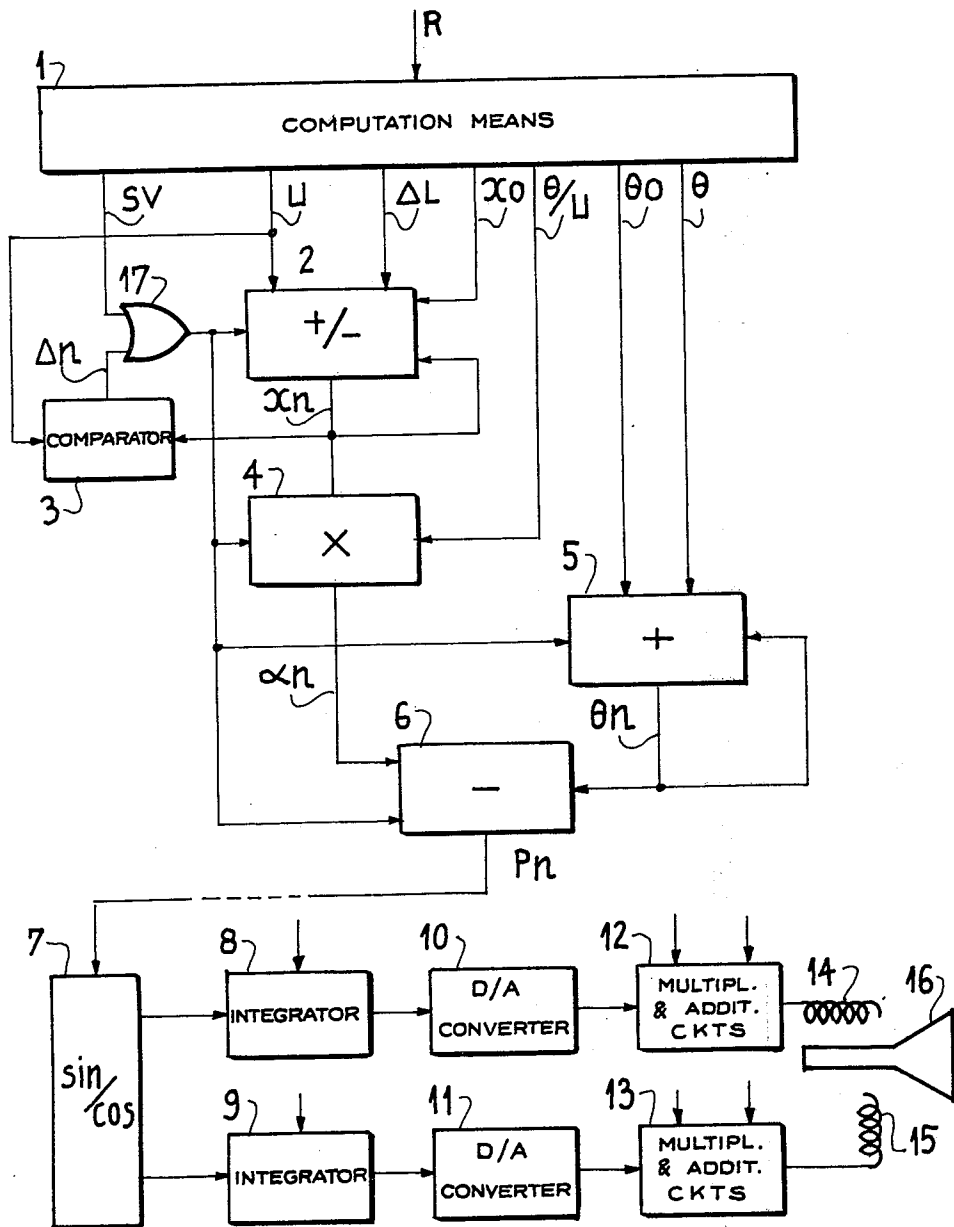 R
1
COMPUTATION MEANS
SV
U
ΔL
x0
θ/U
θ0
θ
17
2
+/-
Δn
xn
COMPARATOR
3
4
×
5
+
αn
θn
6
−
Pn
7
sin/cos
8
INTEGRATOR
10
D/A
CONVERTER
12
MULTIPL.
& ADDIT.
CKTS
14
16
9
INTEGRATOR
11
D/A
CONVERTER
13
MULTIPL.
& ADDIT.
CKTS
15